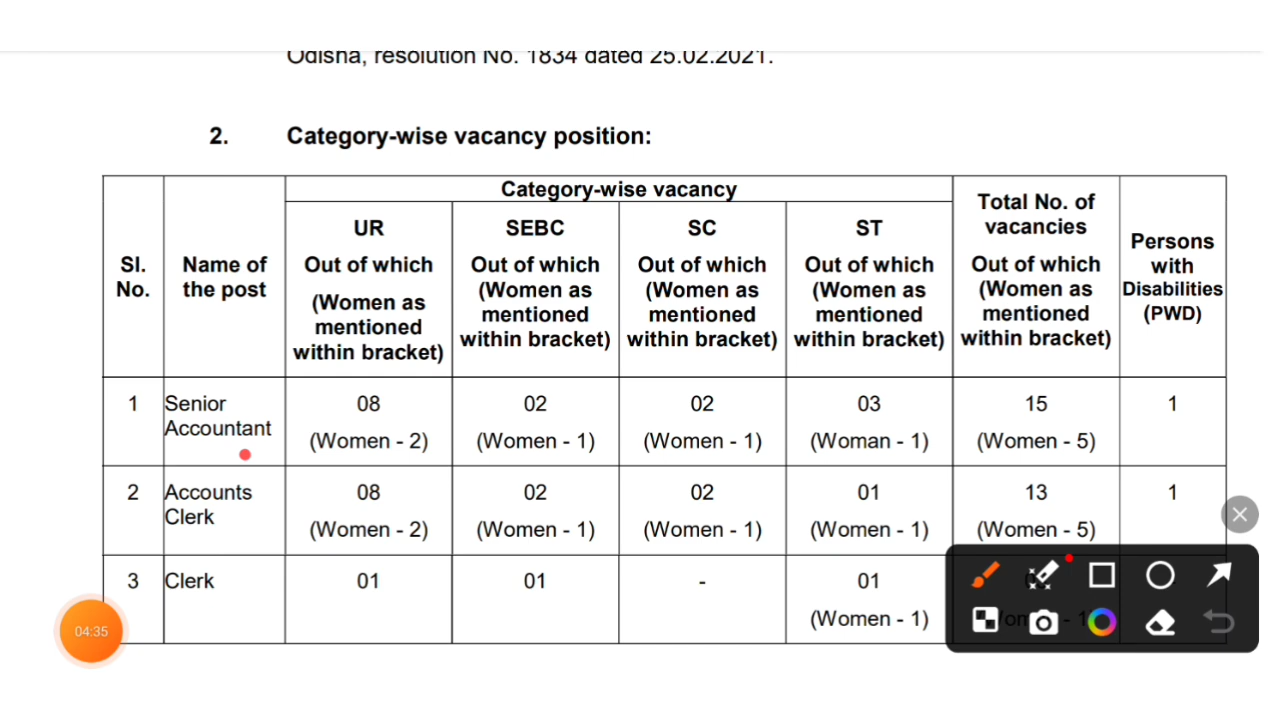 Odisha, resolution No. 1834 dated 25.02.2021.
2. Category-wise vacancy position:
Sl. No.
Name of the post
Category-wise vacancy
UR
Out of which
(Women as mentioned within bracket)
SEBC
Out of which
(Women as mentioned within bracket)
SC
Out of which
(Women as mentioned within bracket)
ST
Out of which
(Women as mentioned within bracket)
Total No. of vacancies
Out of which
(Women as mentioned within bracket)
Persons with Disabilities (PWD)
1 Senior Accountant 08 02 02 03 15 1
(Women - 2) (Women - 1) (Women - 1) (Woman - 1) (Women - 5)
2 Accounts Clerk 08 02 02 01 13 1
(Women - 2) (Women - 1) (Women - 1) (Women - 1) (Women - 5)
3 Clerk 01 01 - 01
(Women - 1)
04:35